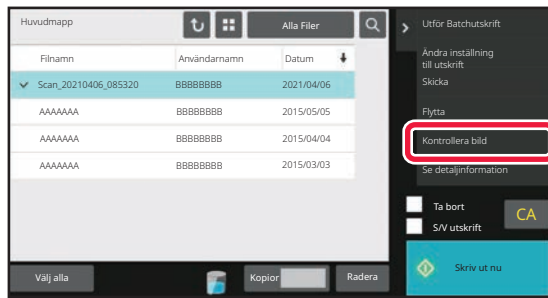 Huvudmapp
Alla Filer
Filnamn Användarnamn Datum
Scan_20210406_085320 BBBBBBBB 2021/04/06
AAAAAAA BBBBBBBB 2015/05/05
AAAAAAA BBBBBBBB 2015/04/04
AAAAAAA BBBBBBBB 2015/03/03
Välj alla
Kopior
Radera
Utför Batchutskrift
Ändra inställning
till utskrift
Skicka
Flytta
Kontrollera bild
Se detaljinformation
Ta bort
S/V utskrift
CA
Skriv ut nu